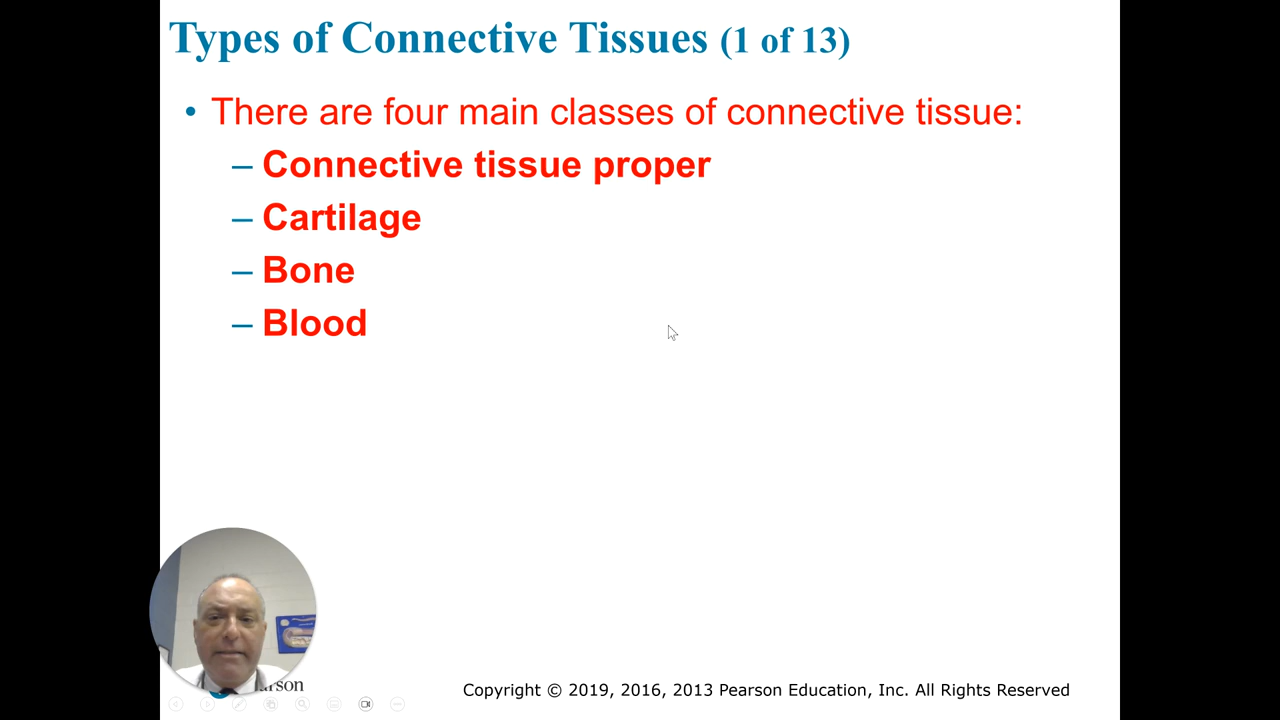 Types of Connective Tissues (1 of 13)
• There are four main classes of connective tissue:
– Connective tissue proper
– Cartilage
– Bone
– Blood
Copyright © 2019, 2016, 2013 Pearson Education, Inc. All Rights Reserved